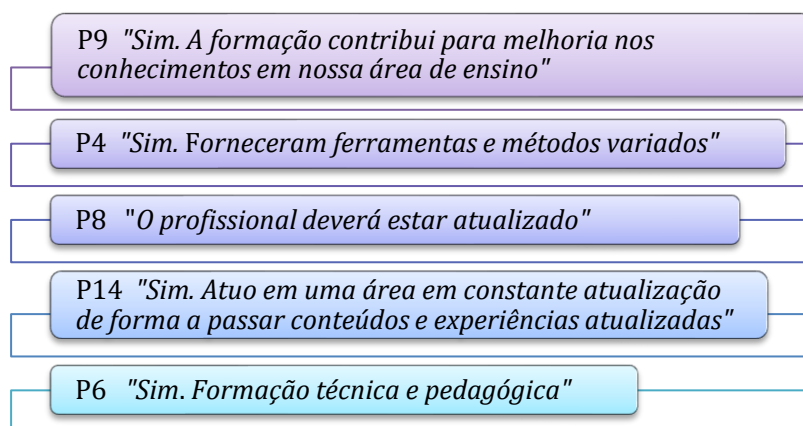 P9 "Sim. A formação contribui para melhoria nos
conhecimentos em nossa área de ensino"
P4 "Sim. Forneceram ferramentas e métodos variados"
P8 "O profissional deverá estar atualizado"
P14 "Sim. Atuo em uma área em constante atualização
de forma a passar conteúdos e experiências atualizadas"
P6 "Sim. Formação técnica e pedagógica"